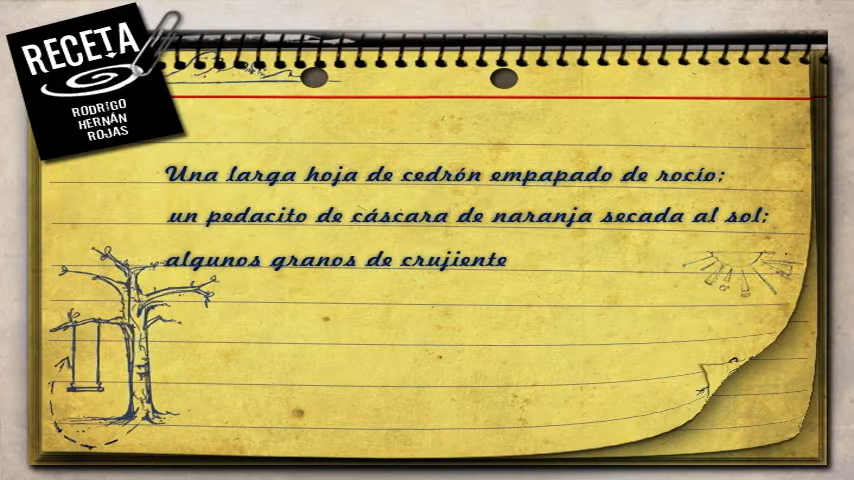 RECETA
RODRIGO
HERNÁN
ROJAS
Una larga hoja de cedrón empapado de rocío;
un pedacito de cáscara de naranja secada al sol;
algunos granos de crujiente